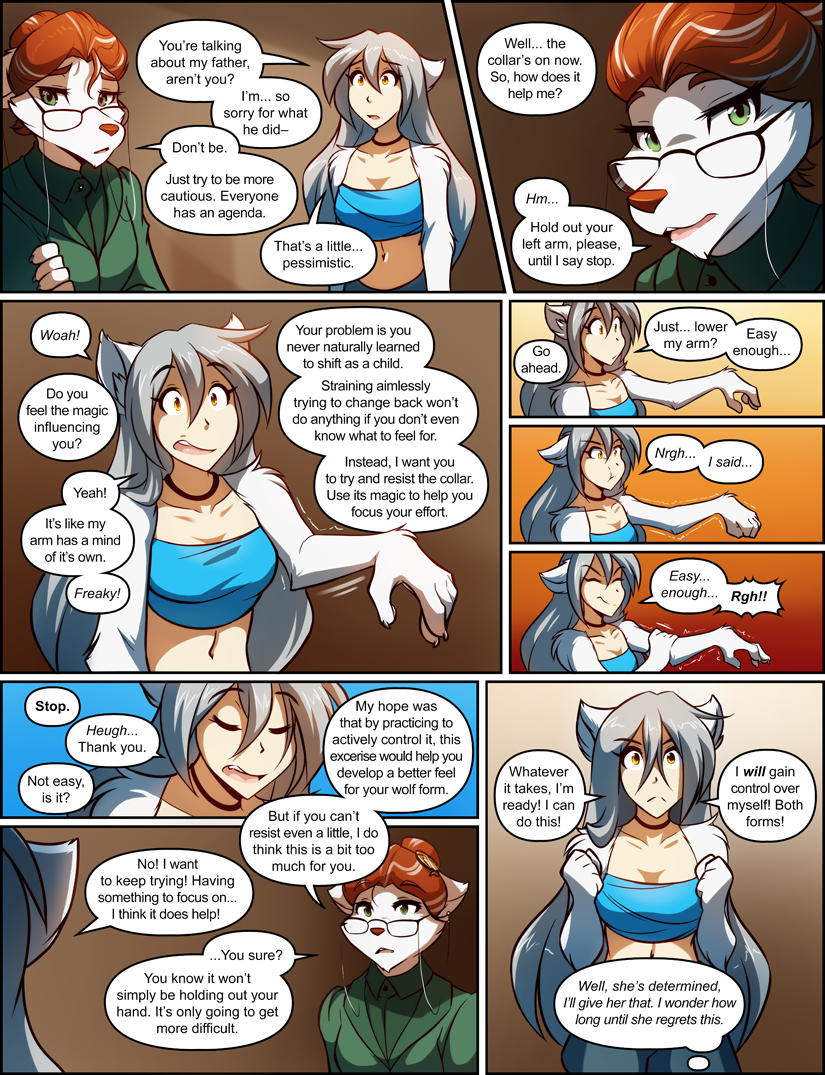 You're talking
about my father,
aren't you?
I'm... so
sorry for what
he did–
Don't be.
Just try to be more
cautious. Everyone
has an agenda.
That's a little...
pessimistic.
Well... the
collar's on now.
So, how does it
help me?
Hm...
Hold out your
left arm, please,
until I say stop.
Woah!
Do you
feel the magic
influencing
you?
Yeah!
It's like my
arm has a mind
of it's own.
Freaky!
Your problem is you
never naturally learned
to shift as a child.
Straining aimlessly
trying to change back won't
do anything if you don't even
know what to feel for.
Instead, I want you
to try and resist the collar.
Use its magic to help you
focus your effort.
Go
ahead.
Just... lower
my arm?
Easy
enough...
Nrgh...
I said...
Easy...
enough...
Rgh!!
Stop.
Heugh...
Thank you.
Not easy,
is it?
My hope was
that by practicing to
actively control it, this
excerise would help you
develop a better feel
for your wolf form.
But if you can't
resist even a little, I do
think this is a bit too
much for you.
No! I want
to keep trying! Having
something to focus on...
I think it does help!
...You sure?
You know it won't
simply be holding out your
hand. It's only going to get
more difficult.
Whatever
it takes, I'm
ready! I can
do this!
I will gain
control over
myself! Both
forms!
Well, she's determined,
I'll give her that. I wonder how
long until she regrets this.